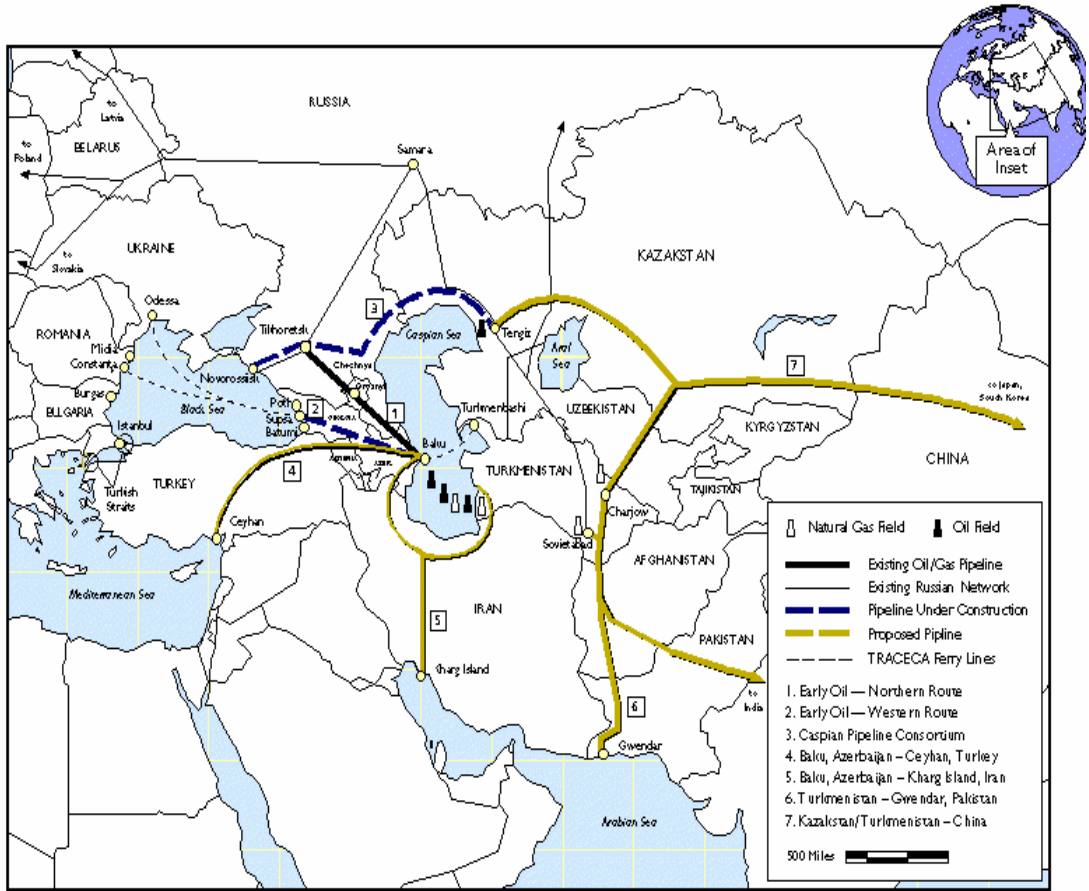 Area of
Inset
RUSSIA
to
Latvia
to
Poland
BELARUS
Samara
UKRAINE
to
Slovakia
KAZAKSTAN
Odessa
ROMANIA
Midia
Constanta
Tikhoretsk
3
Caspian Sea
Tengiz
Aral
Sea
7
to Japan,
South Korea
Novorossiisk
Chechnya
Grozny
Burgas
BULGARIA
Black Sea
Poti
Supsa
Batumi
2
1
Turkmenbashi
UZBEKISTAN
KYRGYZSTAN
Istanbul
Baku
CHINA
TURKEY
4
TURKMENISTAN
TAJIKISTAN
Turkish
Straits
Charjow
Ceyhan
Sovietabad
AFGHANISTAN
Mediterranean Sea
IRAN
5
PAKISTAN
Kharg Island
to
India
6
Gwendar
Arabian Sea
Natural Gas Field
Oil Field
Existing Oil/Gas Pipeline
Existing Russian Network
Pipeline Under Construction
Proposed Pipline
TRACECA Ferry Lines
1. Early Oil — Northern Route
2. Early Oil — Western Route
3. Caspian Pipeline Consortium
4. Baku, Azerbaijan – Ceyhan, Turkey
5. Baku, Azerbaijan – Kharg Island, Iran
6. Turkmenistan – Gwendar, Pakistan
7. Kazakstan/Turkmenistan – China
500 Miles